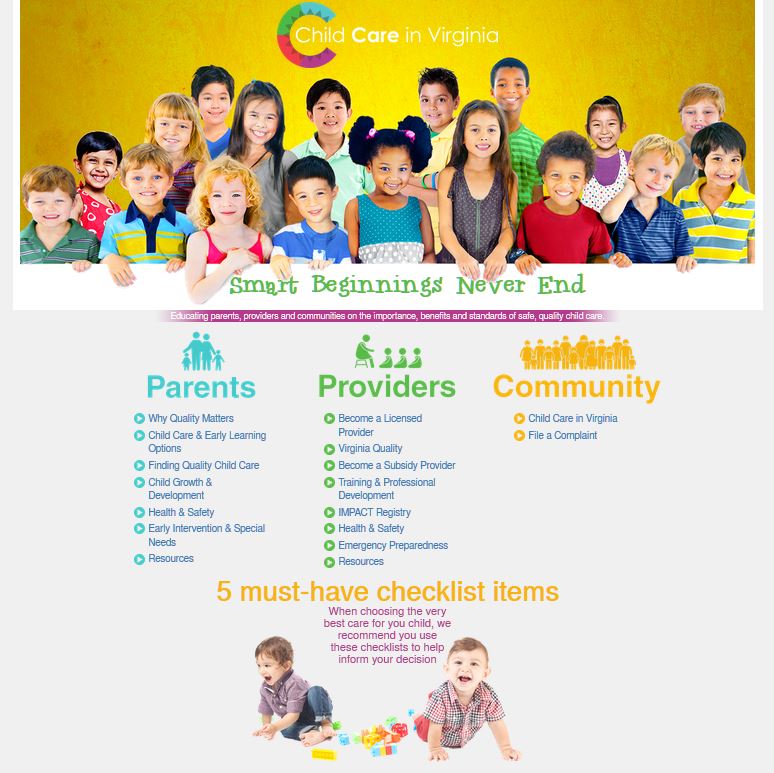 Child Care in Virginia
Smart Beginnings Never End
Educating parents, providers and communities on the importance, benefits and standards of safe, quality child care.
Parents
Why Quality Matters
Child Care & Early Learning
Options
Finding Quality Child Care
Child Growth &
Development
Health & Safety
Early Intervention & Special
Needs
Resources
Providers
Become a Licensed
Provider
Virginia Quality
Become a Subsidy Provider
Training & Professional
Development
IMPACT Registry
Health & Safety
Emergency Preparedness
Resources
Community
Child Care in Virginia
File a Complaint
5 must-have checklist items
When choosing the very
best care for you child, we
recommend you use
these checklists to help
inform your decision